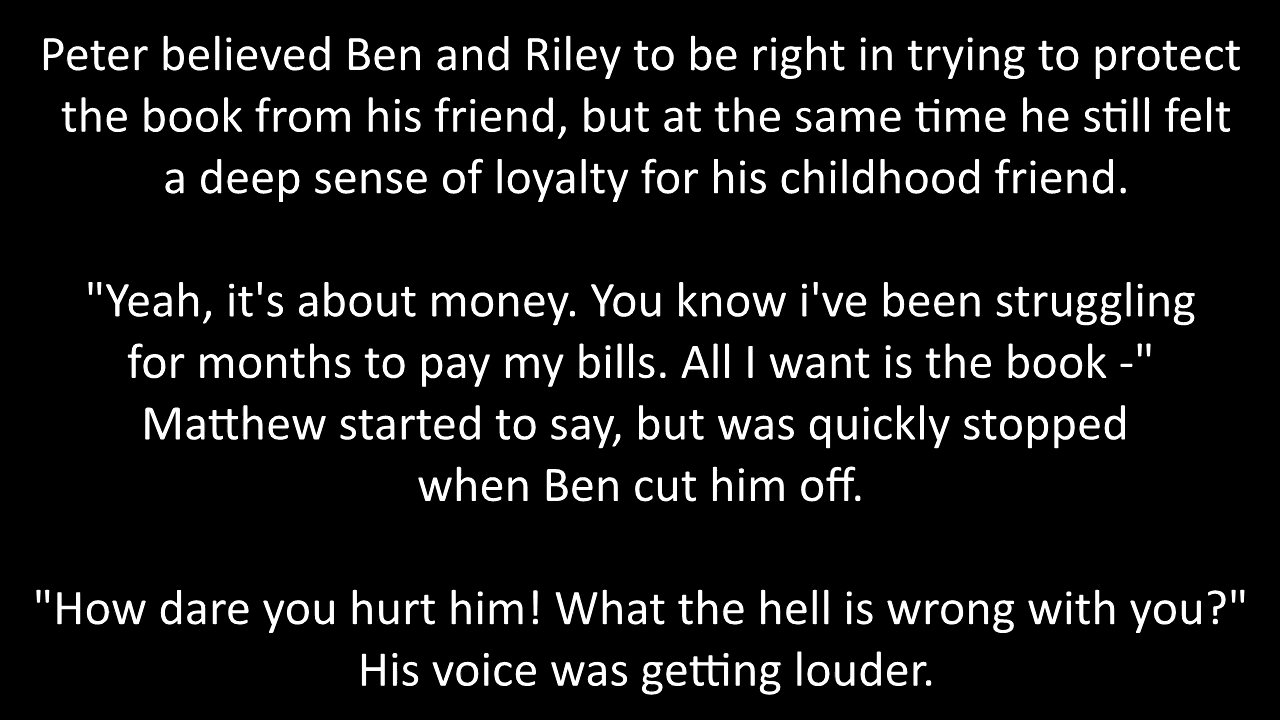 Peter believed Ben and Riley to be right in trying to protect
the book from his friend, but at the same time he still felt
a deep sense of loyalty for his childhood friend.
"Yeah, it's about money. You know i've been struggling
for months to pay my bills. All I want is the book -"
Matthew started to say, but was quickly stopped
when Ben cut him off.
"How dare you hurt him! What the hell is wrong with you?"
His voice was getting louder.